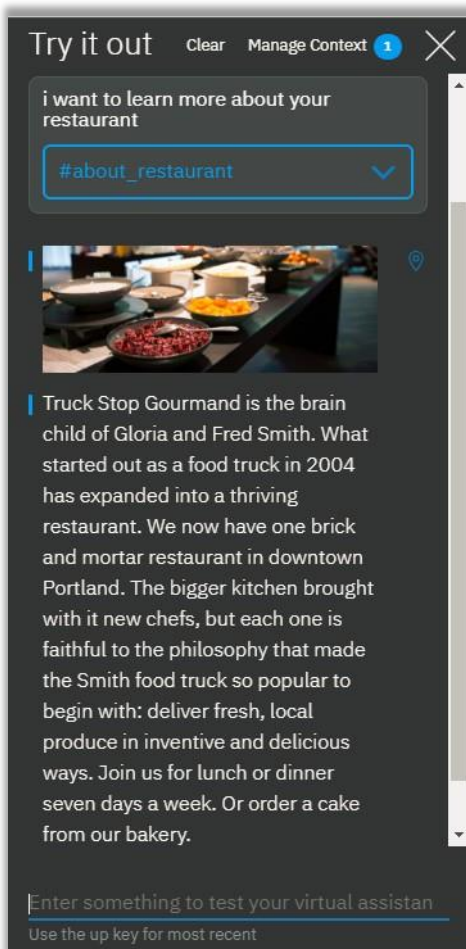 Try it out Clear Manage Context 1
i want to learn more about your
restaurant
#about_restaurant
Truck Stop Gourmand is the brain
child of Gloria and Fred Smith. What
started out as a food truck in 2004
has expanded into a thriving
restaurant. We now have one brick
and mortar restaurant in downtown
Portland. The bigger kitchen brought
with it new chefs, but each one is
faithful to the philosophy that made
the Smith food truck so popular to
begin with: deliver fresh, local
produce in inventive and delicious
ways. Join us for lunch or dinner
seven days a week. Or order a cake
from our bakery.
Enter something to test your virtual assistan
Use the up key for most recent